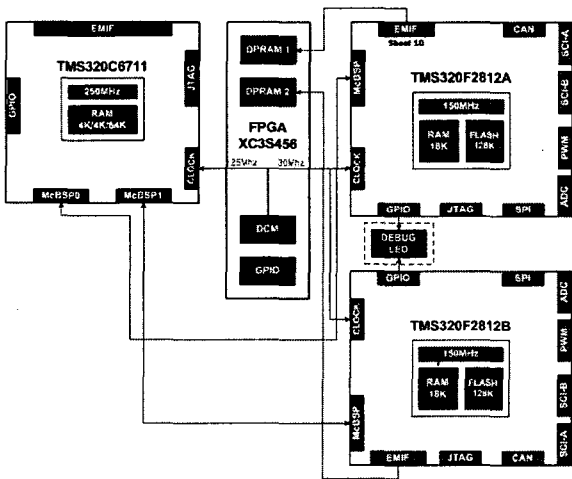 EMIF
TMS320C6711
250MHz
RAM
4K/4K/64K
GPIO
JTAG
CLOCK
McBSP0
McBSP1
DPRAM 1
DPRAM 2
FPGA
XC3S456
25Mhz
30Mhz
DCM
GPIO
EMIF
CAN
SCI-A
SCI-B
PWM
ADC
McBSP
TMS320F2812A
150MHz
RAM
18K
FLASH
128K
CLOCK
GPIO
JTAG
SPI
DEBUG
LED
GPIO
SPI
ADC
PWM
SCI-B
SCI-A
CLOCK
TMS320F2812B
150MHz
RAM
18K
FLASH
128K
McBSP
EMIF
JTAG
CAN